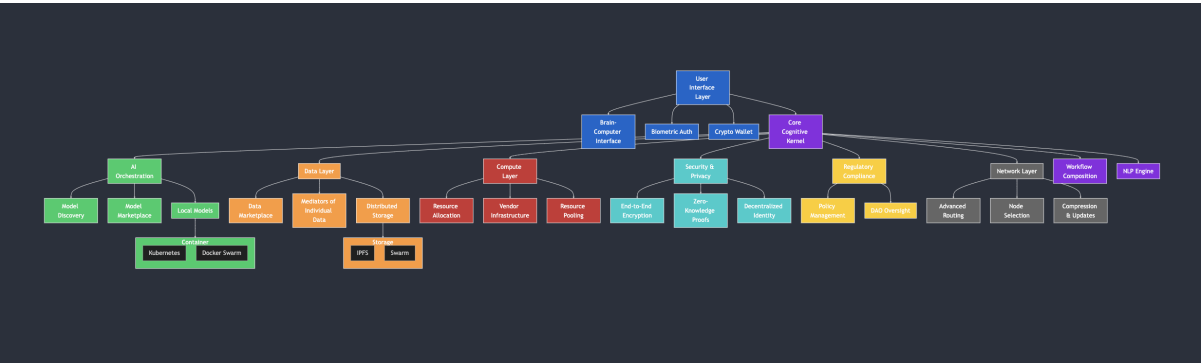 User
Interface
Layer
Brain-
Computer
Interface
Biometric Auth
Crypto Wallet
Core
Cognitive
Kernel
AI
Orchestration
Data Layer
Compute
Layer
Security &
Privacy
Regulatory
Compliance
Network Layer
Workflow
Composition
NLP Engine
Model
Discovery
Model
Marketplace
Local Models
Data
Marketplace
Mediators of
Individual
Data
Distributed
Storage
Resource
Allocation
Vendor
Infrastructure
Resource
Pooling
End-to-End
Encryption
Zero-
Knowledge
Proofs
Decentralized
Identity
Policy
Management
DAO Oversight
Advanced
Routing
Node
Selection
Compression
& Updates
Container
Kubernetes
Docker Swarm
Storage
IPFS
Swarm